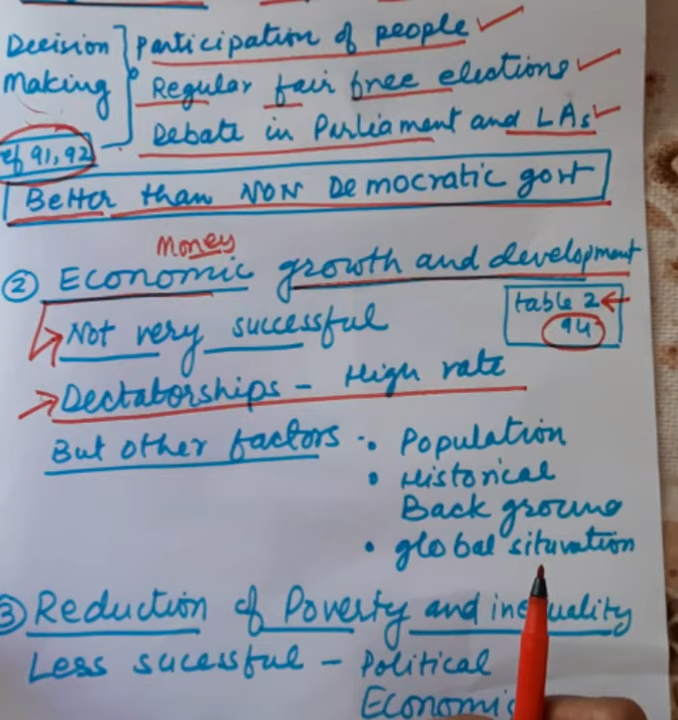 Decision Making
Participation of people
Regular fair free elections
Debate in Parliament and LAs
ef 91, 92
Better than NON Democratic govt
Money
② Economic growth and development
table 2
94
Not very successful
Dectatorships - High rate
But other factors -
• Population
• Historical
Back ground
• global situvation
③ Reduction of Poverty and inequality
Less sucessful - Political
Economic